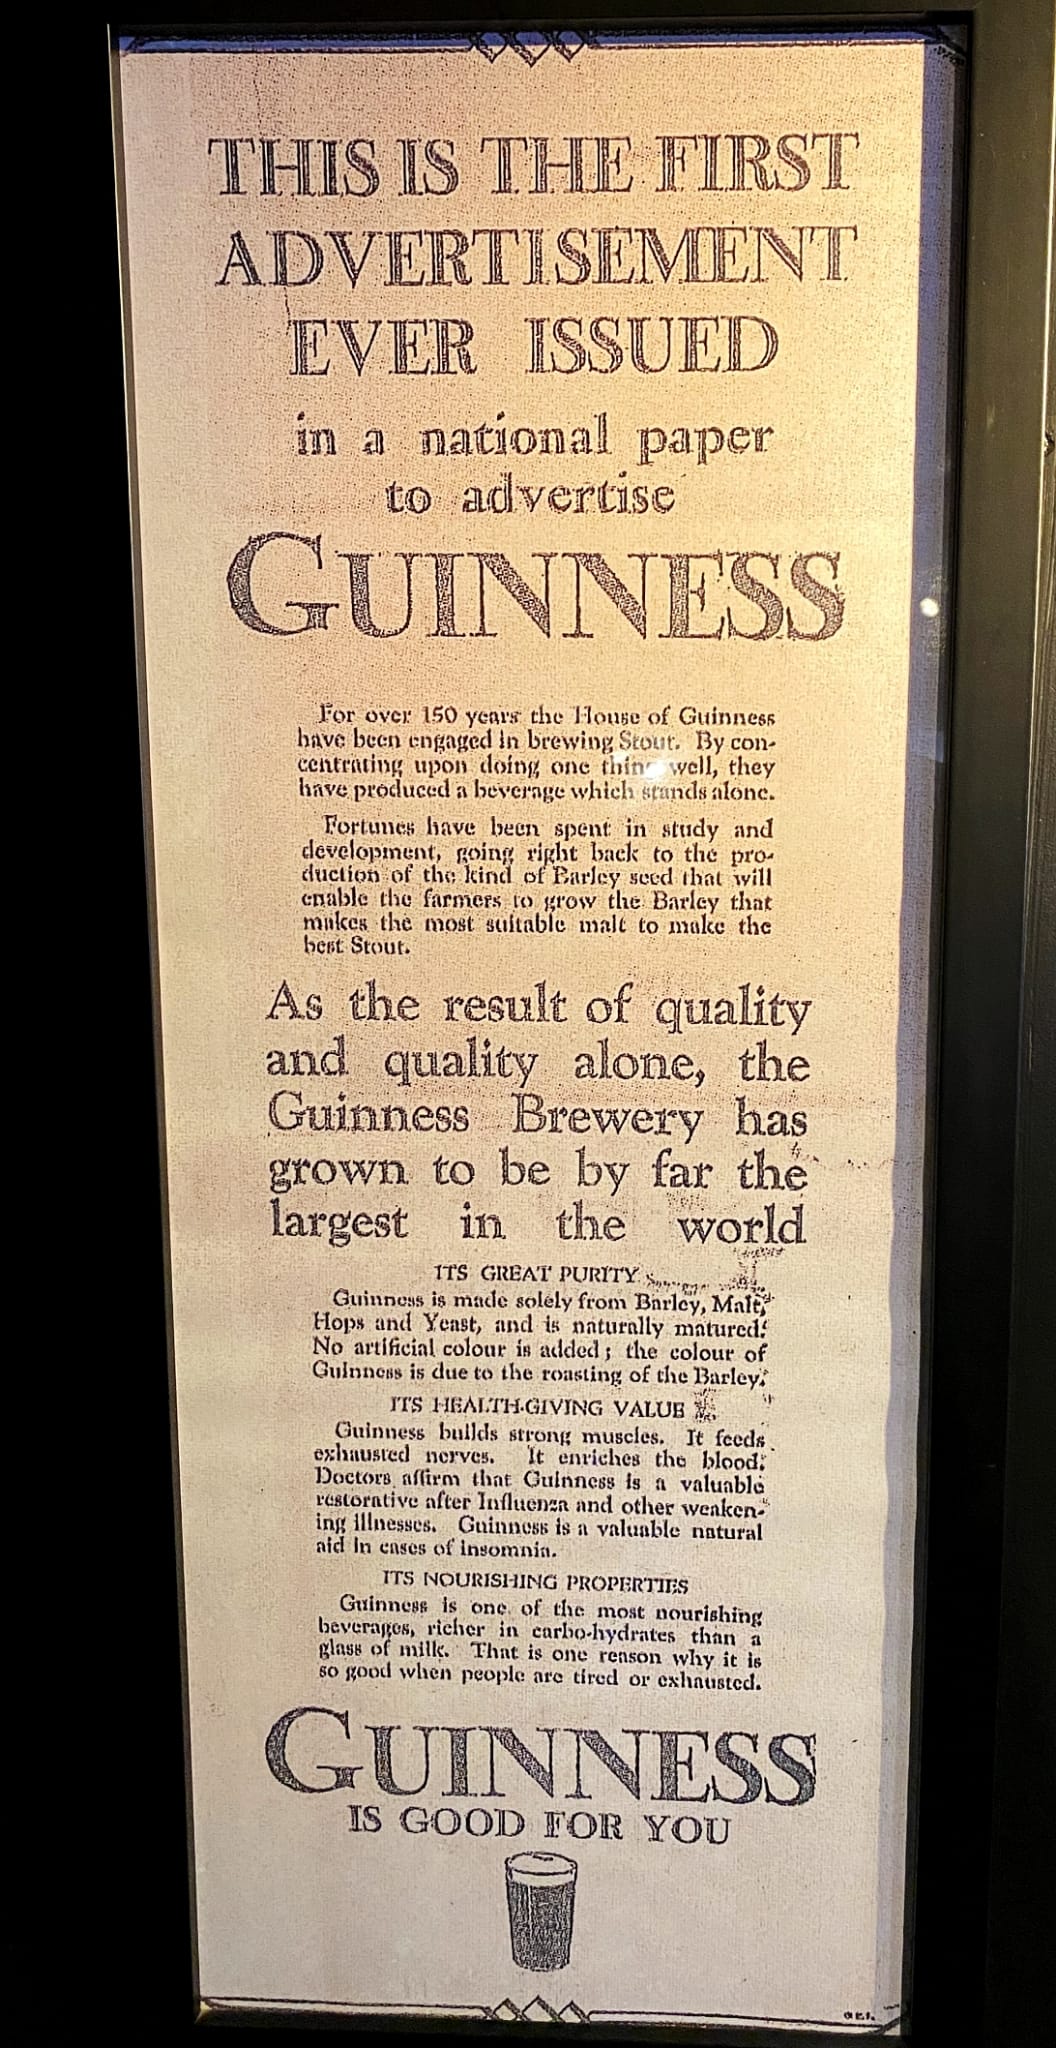 THIS IS THE FIRST
ADVERTISEMENT
EVER ISSUED
in a national paper
to advertise
GUINNESS
For over 150 years the House of Guinness
have been engaged in brewing Stout. By con-
centrating upon doing one thing well, they
have produced a beverage which stands alone.
Fortunes have been spent in study and
development, going right back to the pro-
duction of the kind of Barley seed that will
enable the farmers to grow the Barley that
makes the most suitable malt to make the
best Stout.
As the result of quality
and quality alone, the
Guinness Brewery has
grown to be by far the
largest in the world
ITS GREAT PURITY
Guinness is made solely from Barley, Malt,
Hops and Yeast, and is naturally matured.
No artificial colour is added; the colour of
Guinness is due to the roasting of the Barley.
ITS HEALTH-GIVING VALUE
Guinness builds strong muscles. It feeds
exhausted nerves. It enriches the blood.
Doctors affirm that Guinness is a valuable
restorative after Influenza and other weaken-
ing illnesses. Guinness is a valuable natural
aid in cases of insomnia.
ITS NOURISHING PROPERTIES
Guinness is one of the most nourishing
beverages, richer in carbo-hydrates than a
glass of milk. That is one reason why it is
so good when people are tired or exhausted.
GUINNESS
IS GOOD FOR YOU